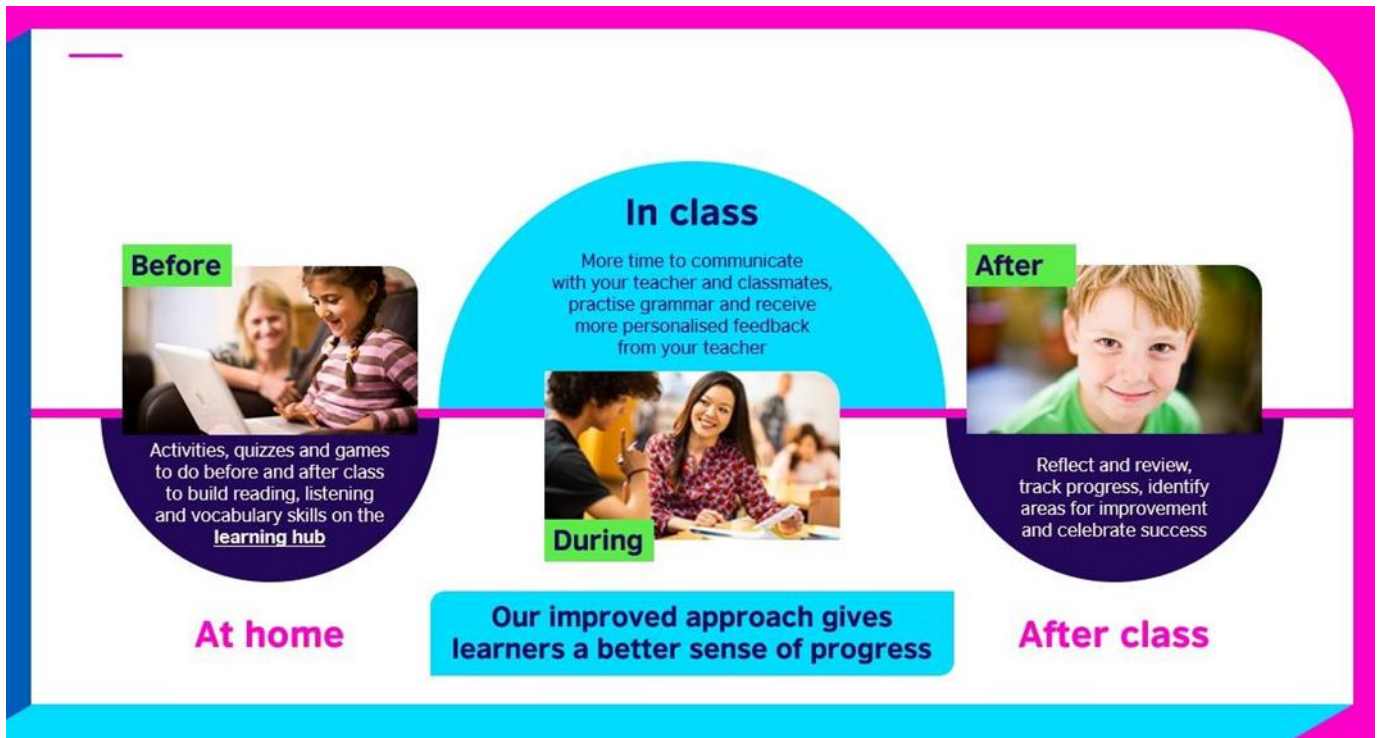 Before
Activities, quizzes and games
to do before and after class
to build reading, listening
and vocabulary skills on the
learning hub
At home
In class
More time to communicate
with your teacher and classmates,
practise grammar and receive
more personalised feedback
from your teacher
During
Our improved approach gives
learners a better sense of progress
After
Reflect and review,
track progress, identify
areas for improvement
and celebrate success
After class